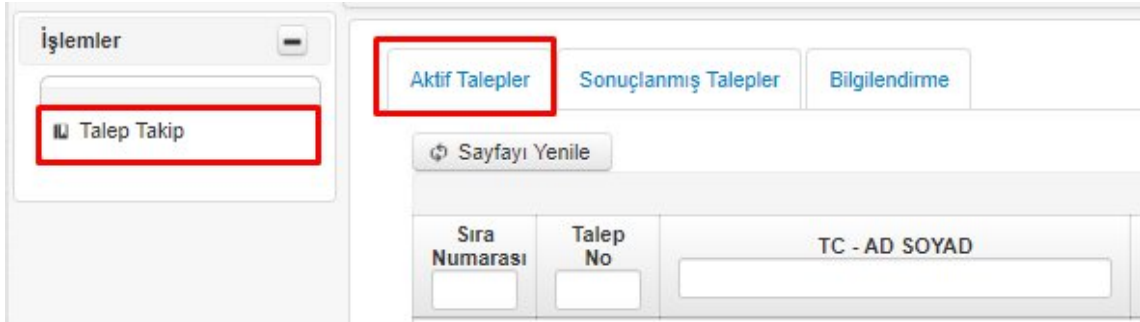 İşlemler
Talep Takip
Aktif Talepler
Sonuçlanmış Talepler
Bilgilendirme
Sayfayı Yenile
Sıra
Numarası
Talep
No
TC - AD SOYAD